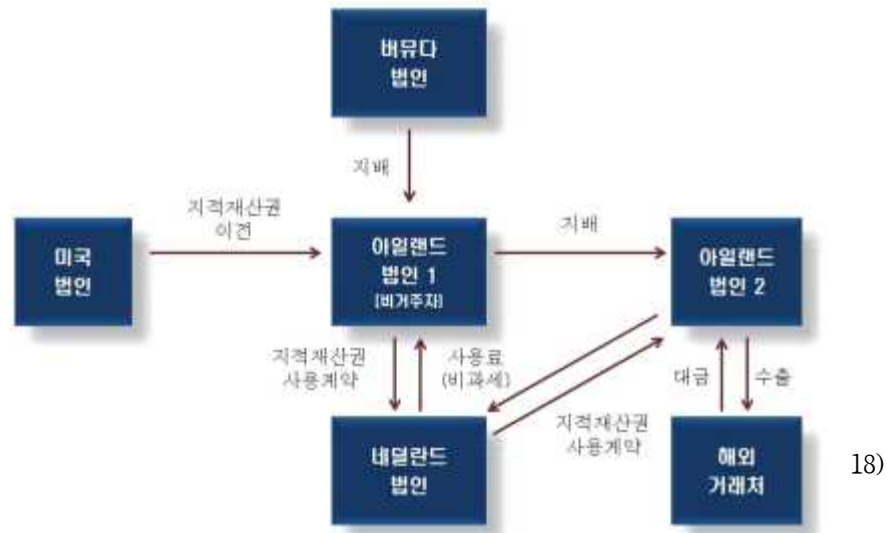 버뮤다
법인
지배
지적재산권
이전
지배
미국
법인
아일랜드
법인 1
[비거주자]
아일랜드
법인 2
지적재산권
사용계약
사용료
(비과세)
대금
수출
지적재산권
사용계약
네덜란드
법인
해외
거래처
18)